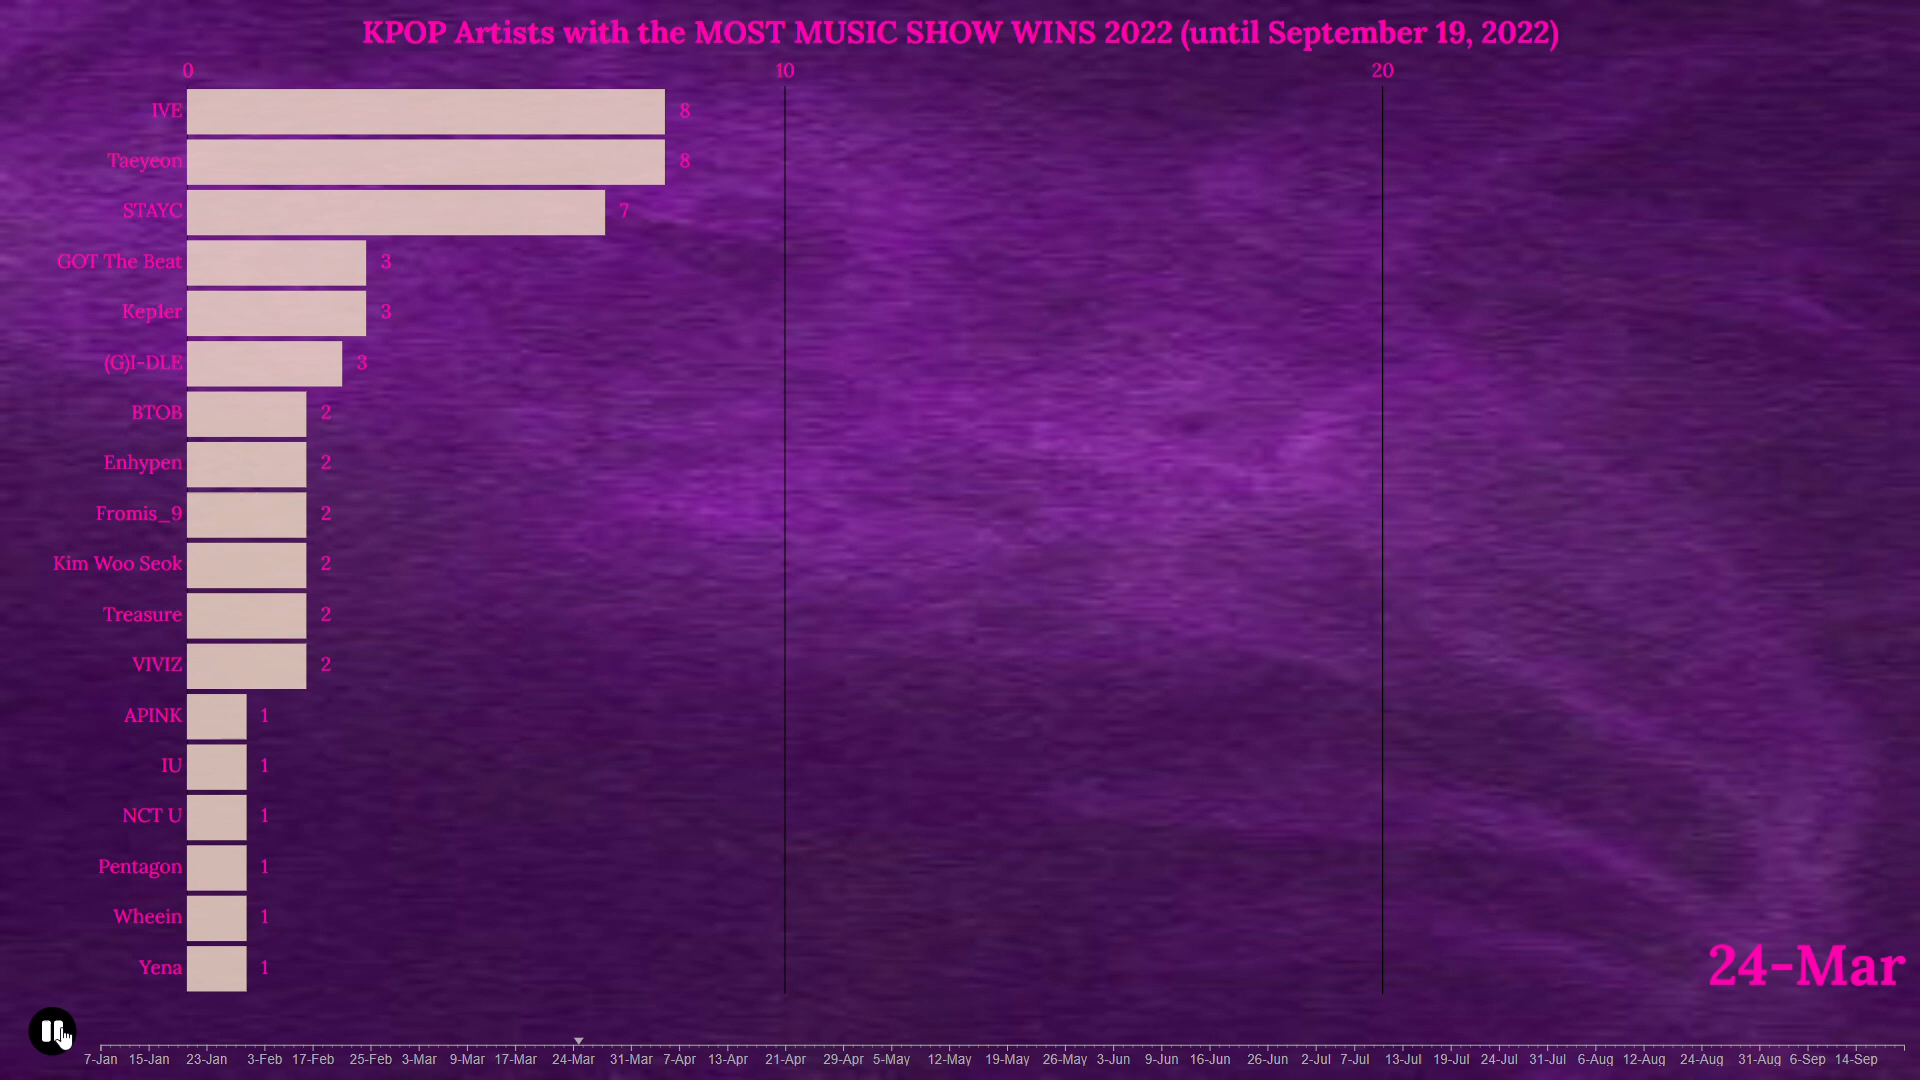 KPOP Artists with the MOST MUSIC SHOW WINS 2022 (until September 19, 2022)
0 10 20
IVE 8
Taeyeon 8
STAYC 7
GOT The Beat 3
Kepler 3
(G)I-DLE 3
BTOB 2
Enhypen 2
Fromis_9 2
Kim Woo Seok 2
Treasure 2
VIVIZ 2
APINK 1
IU 1
NCT U 1
Pentagon 1
Wheein 1
Yena 1
24-Mar
7-Jan 15-Jan 23-Jan 3-Feb 17-Feb 25-Feb 3-Mar 9-Mar 17-Mar 24-Mar 31-Mar 7-Apr 13-Apr 21-Apr 29-Apr 5-May 12-May 19-May 26-May 3-Jun 9-Jun 16-Jun 26-Jun 2-Jul 7-Jul 13-Jul 19-Jul 24-Jul 31-Jul 6-Aug 12-Aug 24-Aug 31-Aug 6-Sep 14-Sep